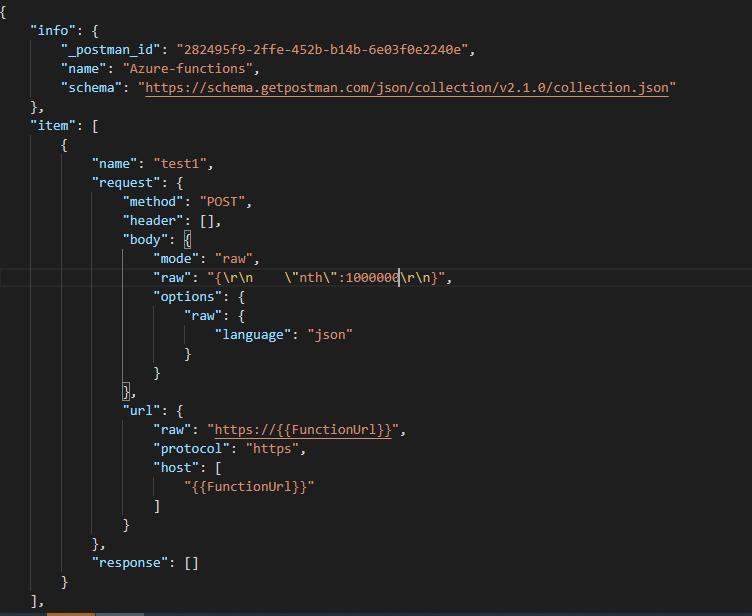 {
    "info": {
        "_postman_id": "282495f9-2ffe-452b-b14b-6e03f0e2240e",
        "name": "Azure-functions",
        "schema": "https://schema.getpostman.com/json/collection/v2.1.0/collection.json"
    },
    "item": [
        {
            "name": "test1",
            "request": {
                "method": "POST",
                "header": [],
                "body": {
                    "mode": "raw",
                    "raw": "{\r\n    \"nth\":1000000\r\n}",
                    "options": {
                        "raw": {
                            "language": "json"
                        }
                    }
                },
                "url": {
                    "raw": "https://{{FunctionUrl}}",
                    "protocol": "https",
                    "host": [
                        "{{FunctionUrl}}"
                    ]
                }
            },
            "response": []
        }
    ],